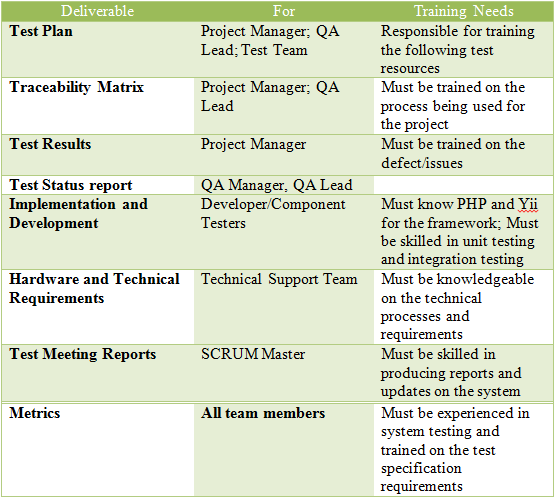 Deliverable For Training Needs
Test Plan Project Manager; QA Responsible for training
Lead; Test Team the following test
resources
Traceability Matrix Project Manager; QA Must be trained on the
Lead process being used for
the project
Test Results Project Manager Must be trained on the
defect/issues
Test Status report QA Manager, QA Lead
Implementation and Developer/Component Must know PHP and Yii
Development Testers for the framework; Must
be skilled in unit testing
and integration testing
Hardware and Technical Technical Support Team Must be knowledgeable
Requirements on the technical
processes and
requirements
Test Meeting Reports SCRUM Master Must be skilled in
producing reports and
updates on the system
Metrics All team members Must be experienced in
system testing and
trained on the test
specification
requirements